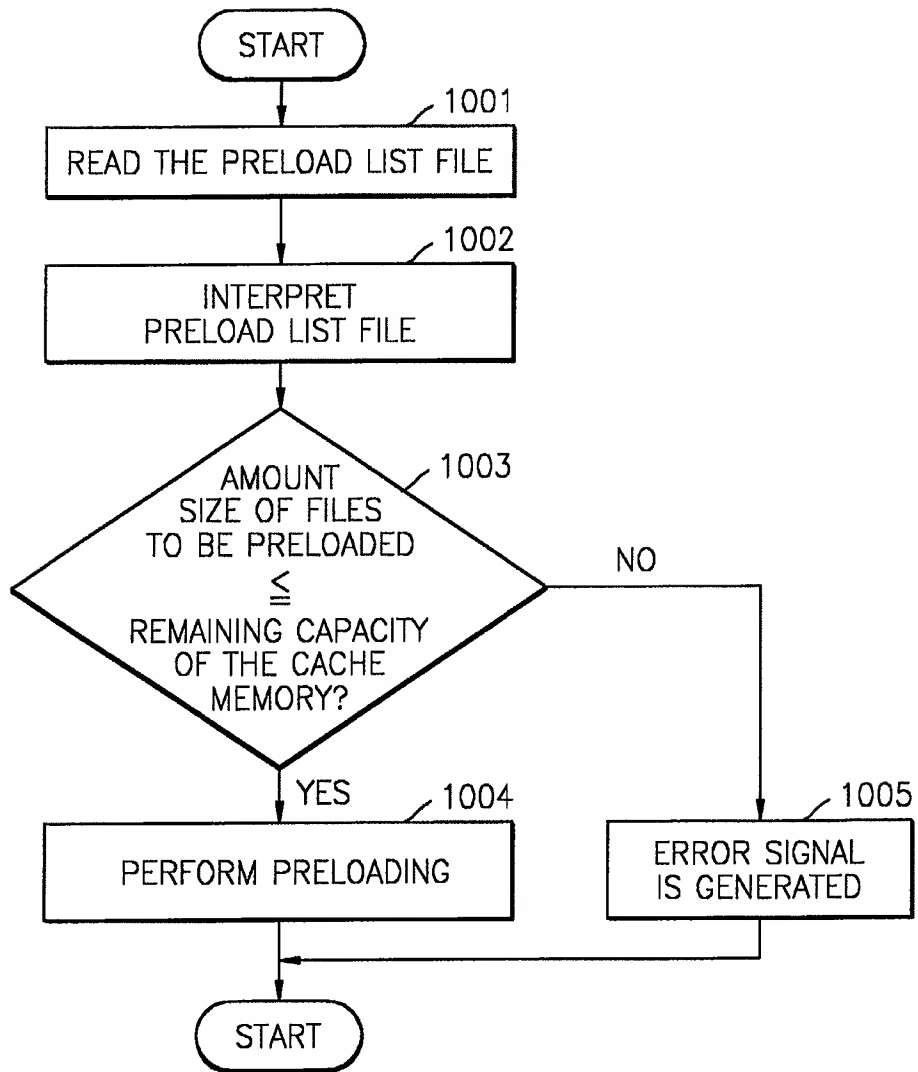 START
1001
READ THE PRELOAD LIST FILE
1002
INTERPRET
PRELOAD LIST FILE
1003
AMOUNT
SIZE OF FILES
TO BE PRELOADED
≦
REMAINING CAPACITY
OF THE CACHE
MEMORY?
NO
YES
1004
PERFORM PRELOADING
1005
ERROR SIGNAL
IS GENERATED
START